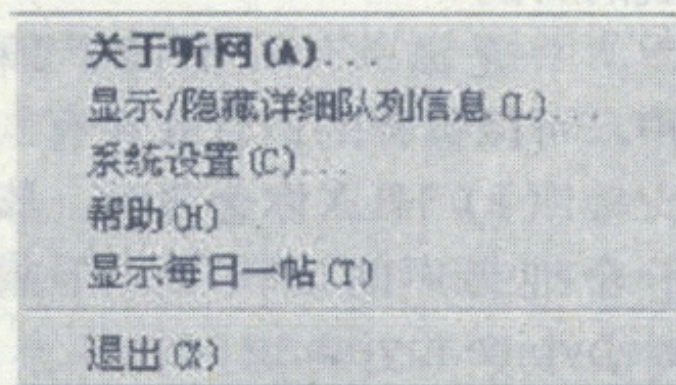 关于听网(A)...
显示/隐藏详细队列信息(L)...
系统设置(C)...
帮助(H)
显示每日一帖(T)
退出(X)